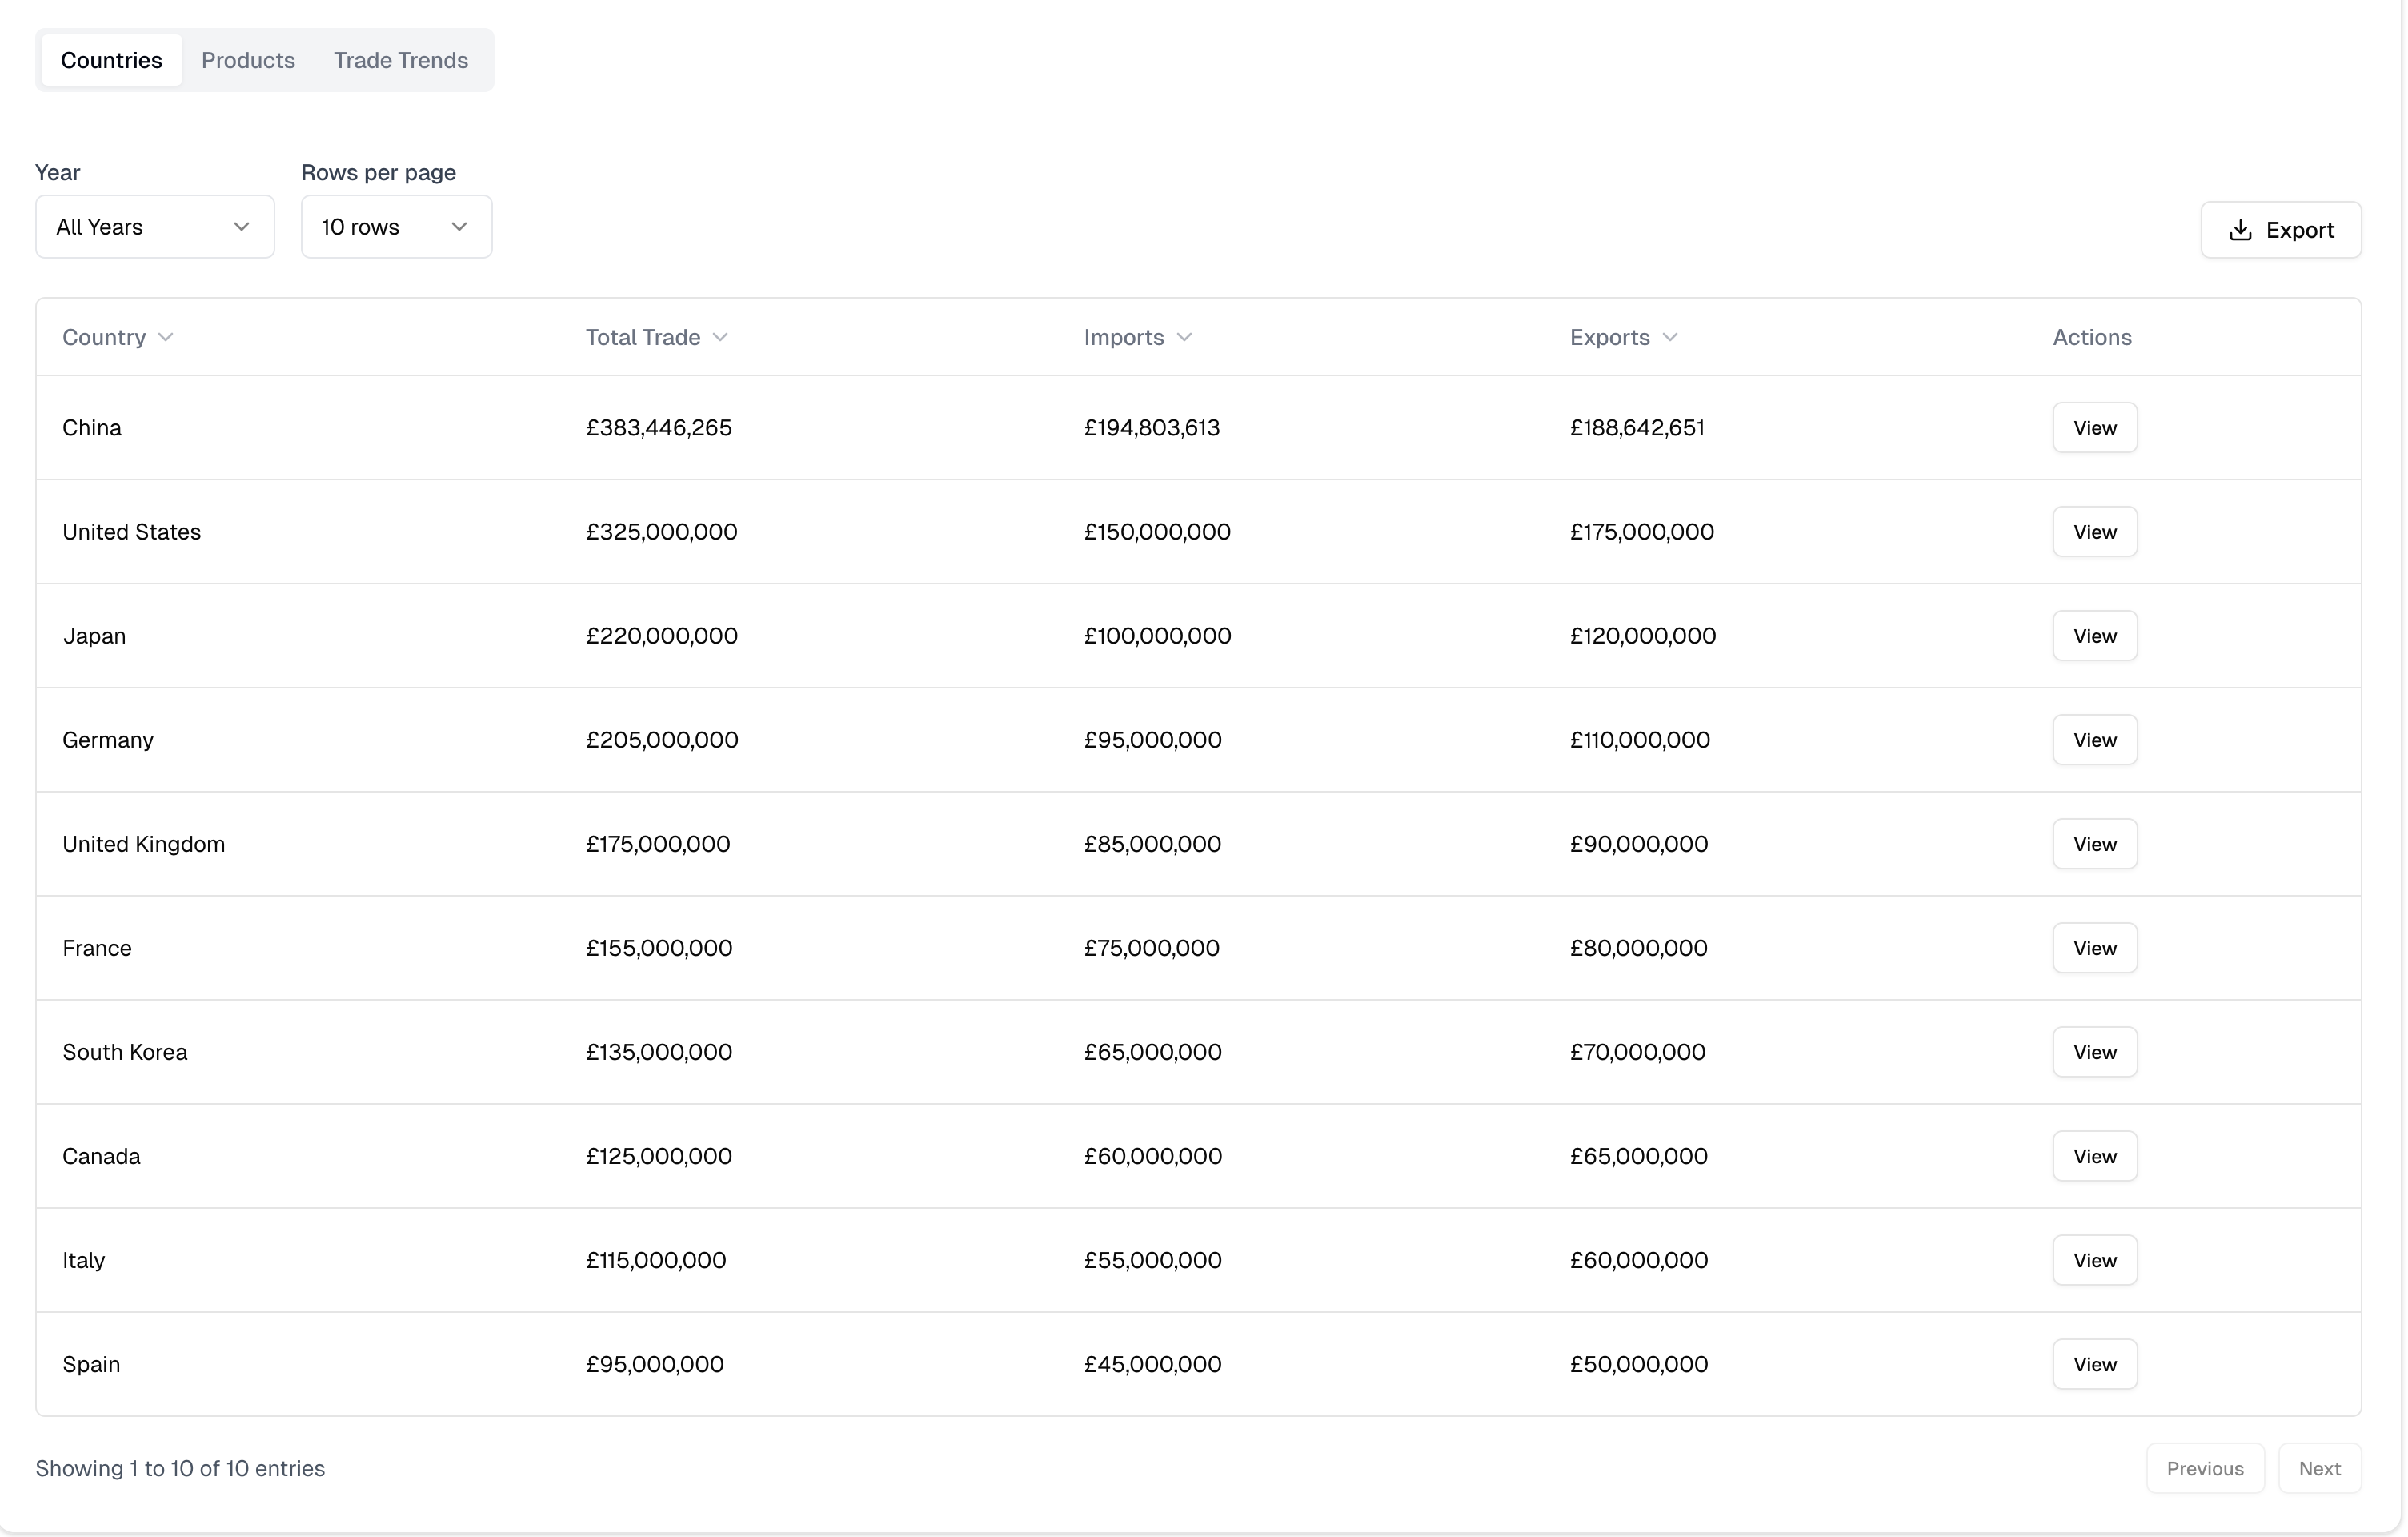 Countries Products Trade Trends
Year Rows per page
All Years 10 rows Export
Country Total Trade Imports Exports Actions
China £383,446,265 £194,803,613 £188,642,651 View
United States £325,000,000 £150,000,000 £175,000,000 View
Japan £220,000,000 £100,000,000 £120,000,000 View
Germany £205,000,000 £95,000,000 £110,000,000 View
United Kingdom £175,000,000 £85,000,000 £90,000,000 View
France £155,000,000 £75,000,000 £80,000,000 View
South Korea £135,000,000 £65,000,000 £70,000,000 View
Canada £125,000,000 £60,000,000 £65,000,000 View
Italy £115,000,000 £55,000,000 £60,000,000 View
Spain £95,000,000 £45,000,000 £50,000,000 View
Showing 1 to 10 of 10 entries Previous Next